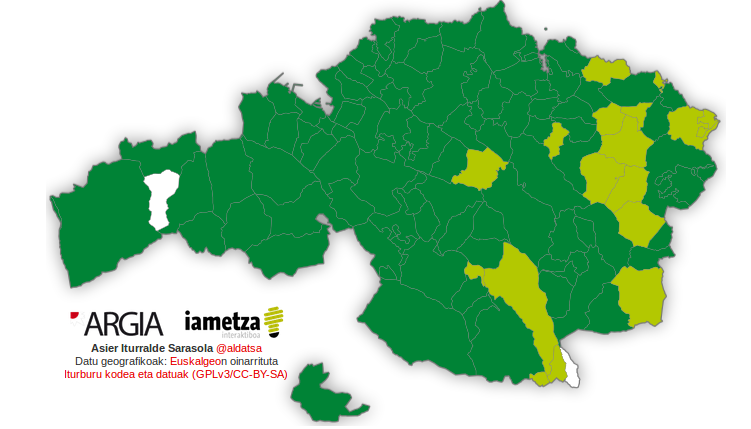 ARGIA
iametza
interaktiboa
Asier Iturralde Sarasola @aldatsa
Datu geografikoak: Euskalgeon oinarrituta
Iturburu kodea eta datuak (GPLv3/CC-BY-SA)